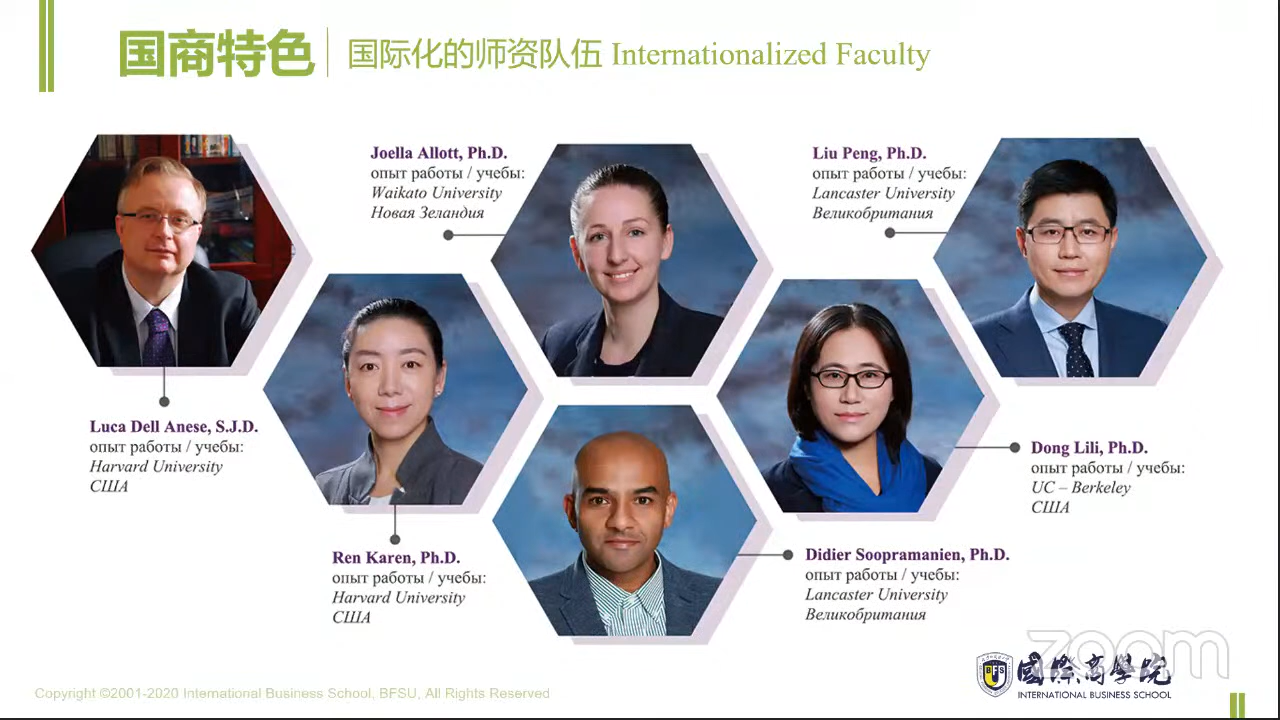 国商特色
国际化的师资队伍 Internationalized Faculty
Joella Allott, Ph.D.
опыт работы / учебы:
Waikato University
Новая Зеландия
Liu Peng, Ph.D.
опыт работы / учебы:
Lancaster University
Великобритания
Luca Dell Anese, S.J.D.
опыт работы / учебы:
Harvard University
США
Dong Lili, Ph.D.
опыт работы / учебы:
UC – Berkeley
США
Ren Karen, Ph.D.
опыт работы / учебы:
Harvard University
США
Didier Soopramanien, Ph.D.
опыт работы / учебы:
Lancaster University
Великобритания
zoom
BFS
國際商學院
INTERNATIONAL BUSINESS SCHOOL
Copyright ©2001-2020 International Business School, BFSU, All Rights Reserved